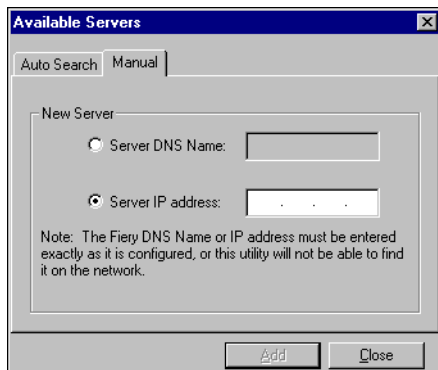 Available Servers
Auto Search Manual
New Server
Server DNS Name:
Server IP address: . . .
Note: The Fiery DNS Name or IP address must be entered
exactly as it is configured, or this utility will not be able to find
it on the network.
Add Close